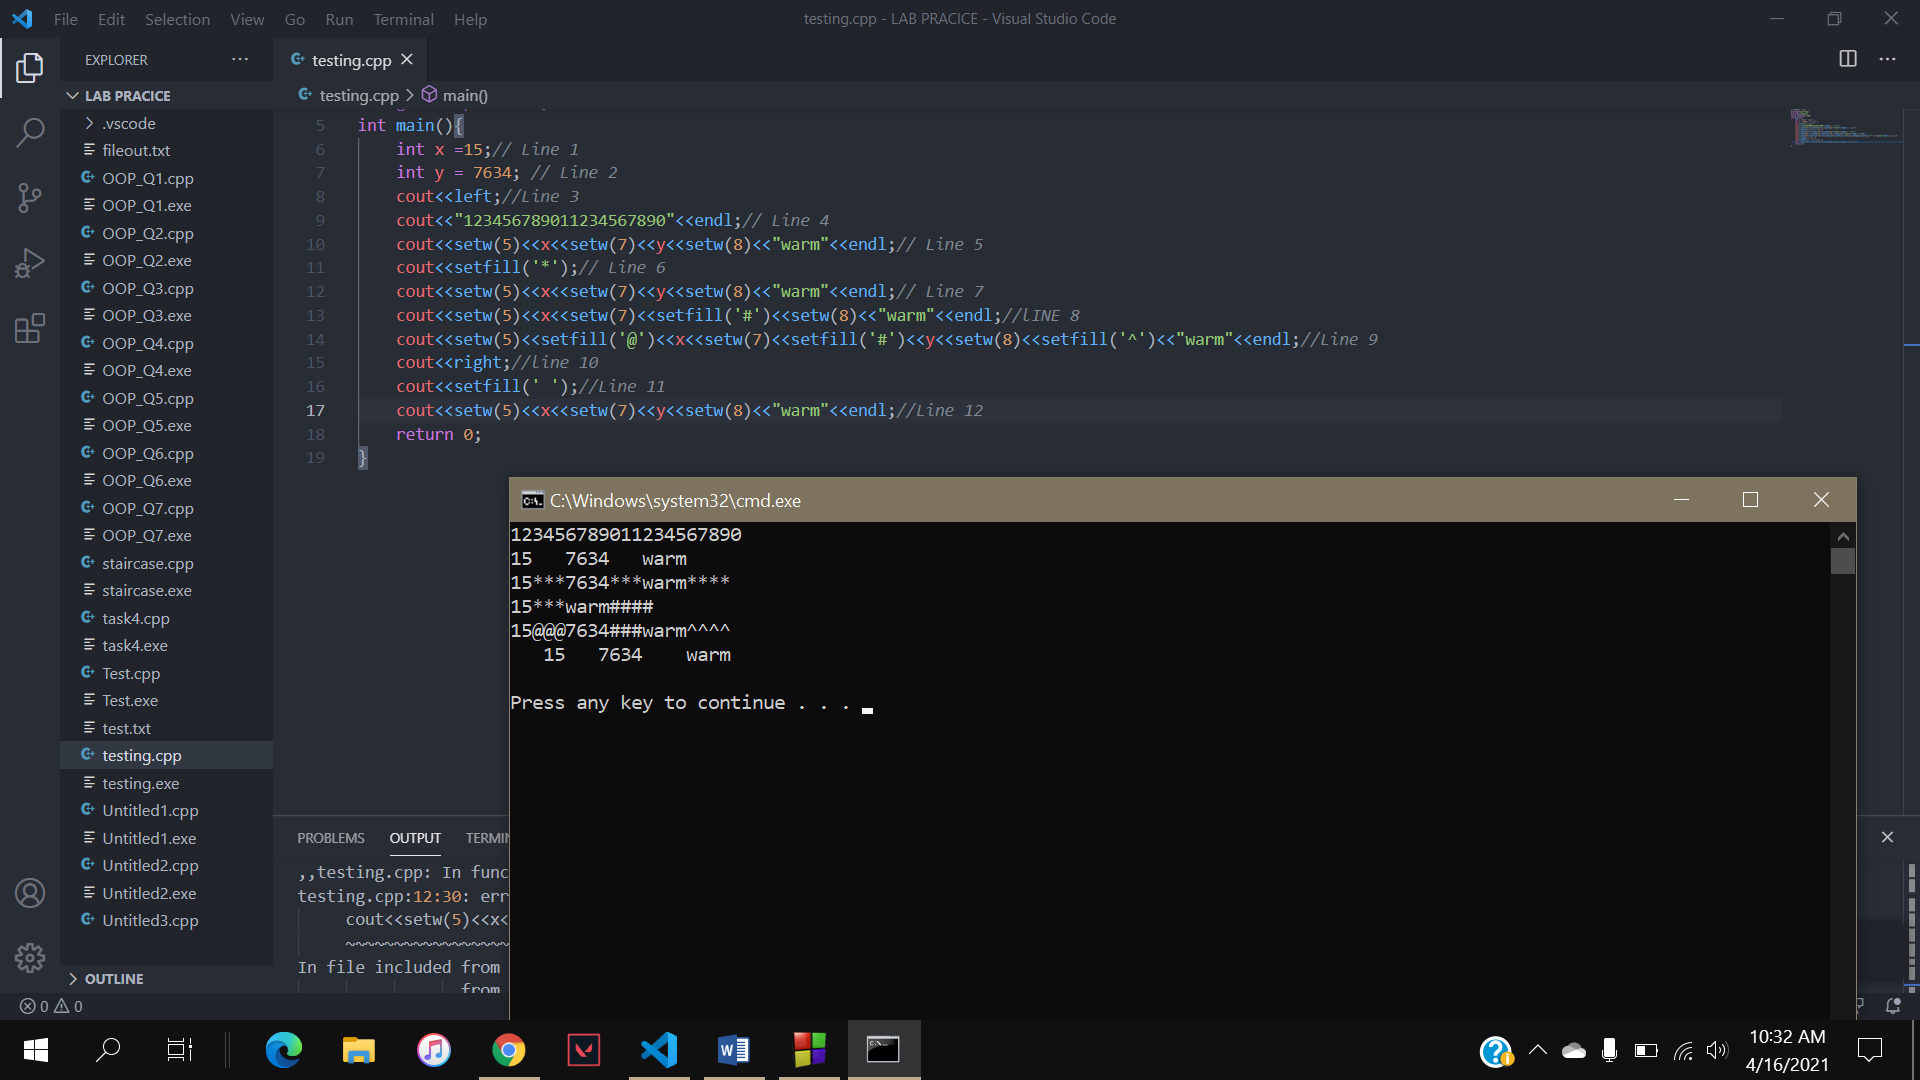 File Edit Selection View Go Run Terminal Help
testing.cpp - LAB PRACICE - Visual Studio Code
EXPLORER
testing.cpp
LAB PRACICE
testing.cpp > main()
.vscode
fileout.txt
OOP_Q1.cpp
OOP_Q1.exe
OOP_Q2.cpp
OOP_Q2.exe
OOP_Q3.cpp
OOP_Q3.exe
OOP_Q4.cpp
OOP_Q4.exe
OOP_Q5.cpp
OOP_Q5.exe
OOP_Q6.cpp
OOP_Q6.exe
OOP_Q7.cpp
OOP_Q7.exe
staircase.cpp
staircase.exe
task4.cpp
task4.exe
Test.cpp
Test.exe
test.txt
testing.cpp
testing.exe
Untitled1.cpp
Untitled1.exe
Untitled2.cpp
Untitled2.exe
Untitled3.cpp
OUTLINE
5 int main(){
6 int x =15;// Line 1
7 int y = 7634; // Line 2
8 cout<<left;//Line 3
9 cout<<"123456789011234567890"<<endl;// Line 4
10 cout<<setw(5)<<x<<setw(7)<<y<<setw(8)<<"warm"<<endl;// Line 5
11 cout<<setfill('*');// Line 6
12 cout<<setw(5)<<x<<setw(7)<<y<<setw(8)<<"warm"<<endl;// Line 7
13 cout<<setw(5)<<x<<setw(7)<<setfill('#')<<setw(8)<<"warm"<<endl;//lINE 8
14 cout<<setw(5)<<setfill('@')<<x<<setw(7)<<setfill('#')<<y<<setw(8)<<setfill('^')<<"warm"<<endl;//Line 9
15 cout<<right;//line 10
16 cout<<setfill(' ');//Line 11
17 cout<<setw(5)<<x<<setw(7)<<y<<setw(8)<<"warm"<<endl;//Line 12
18 return 0;
19 }
C:\Windows\system32\cmd.exe
123456789011234567890
15   7634   warm
15***7634***warm****
15***warm####
15@@@7634###warm^^^^
   15   7634    warm
Press any key to continue . . .
PROBLEMS OUTPUT TERMIN
,,testing.cpp: In func
testing.cpp:12:30: err
cout<<setw(5)<<x<
~~~~~~~~~~~~~~~~~
In file included from
from
0 0
10:32 AM
4/16/2021